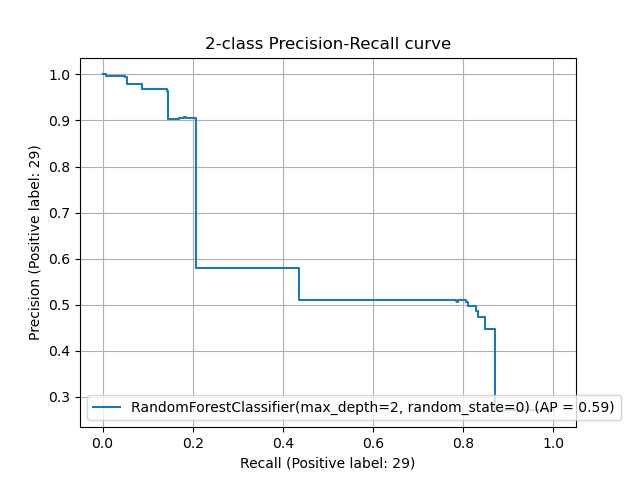 2-class Precision-Recall curve
Precision (Positive label: 29)
1.0
0.9
0.8
0.7
0.6
0.5
0.4
0.3
RandomForestClassifier(max_depth=2, random_state=0) (AP = 0.59)
0.0 0.2 0.4 0.6 0.8 1.0
Recall (Positive label: 29)